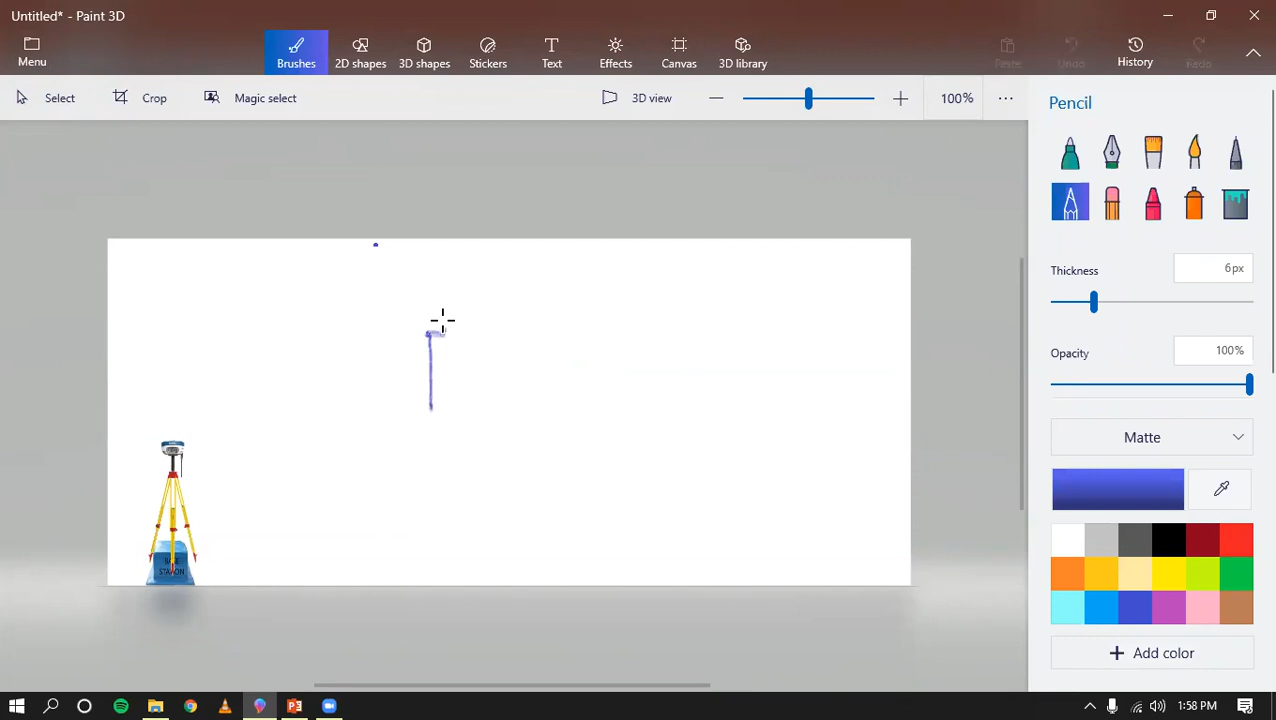 Untitled* - Paint 3D
Menu
Brushes
2D shapes
3D shapes
Stickers
Text
Effects
Canvas
3D library
Paste
Undo
History
Redo
Select
Crop
Magic select
3D view
100%
Pencil
Thickness
6px
Opacity
100%
Matte
Add color
1:58 PM